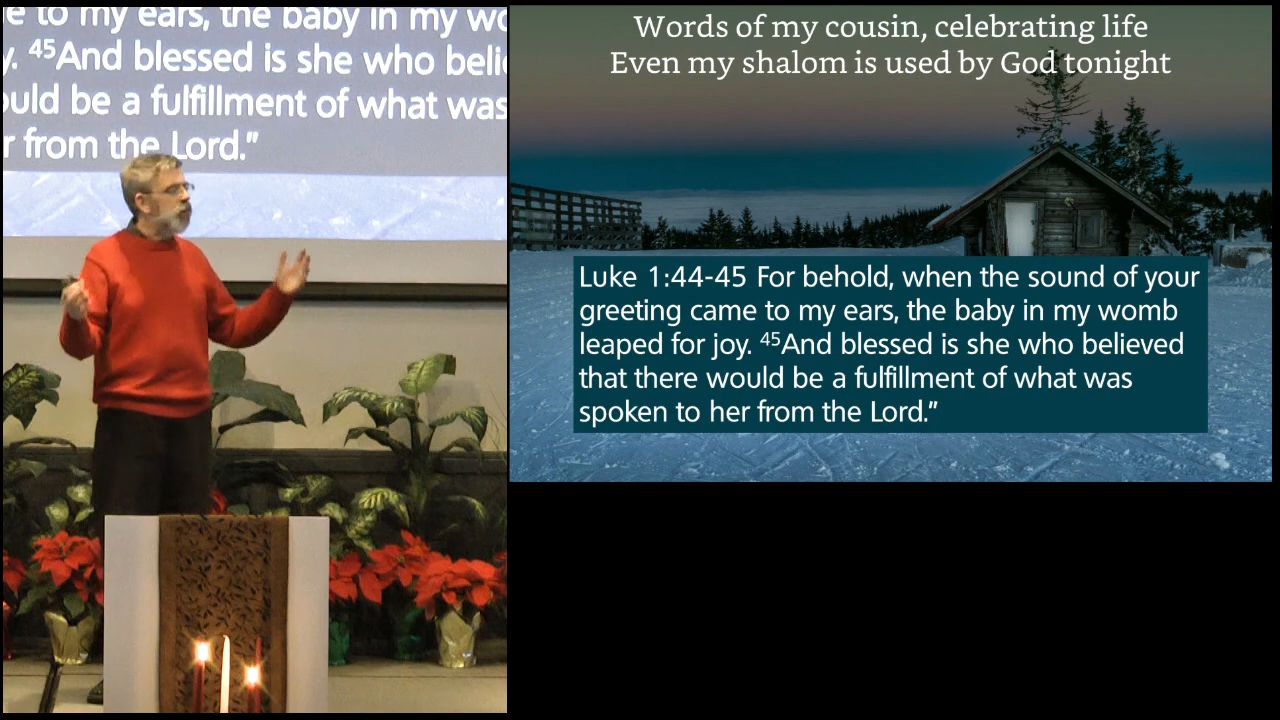 e to my ears, the baby in my
y. ⁴⁵And blessed is she who
ould be a fulfillment of what was
r from the Lord.”
Words of my cousin, celebrating life
Even my shalom is used by God tonight
Luke 1:44-45 For behold, when the sound of your
greeting came to my ears, the baby in my womb
leaped for joy. ⁴⁵And blessed is she who believed
that there would be a fulfillment of what was
spoken to her from the Lord.”